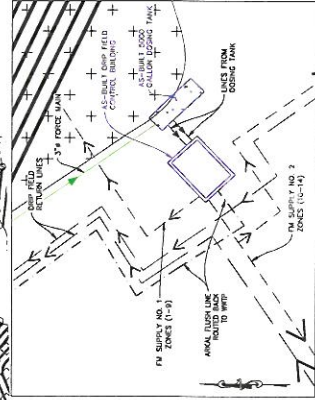 AS-BUILT DRIP FIELD
CONTROL BUILDING
AS-BUILT 5000
GALLON DOSING TANK
3"ø FORCE MAIN
DRIP FIELD
RETURN LINES
LINES FROM
DOSING TANK
FM SUPPLY NO. 1
ZONES (1-9)
ARKAL FLUSH LINE
ROUTED BACK
TO WWTP
FM SUPPLY NO. 2
ZONES (10-14)